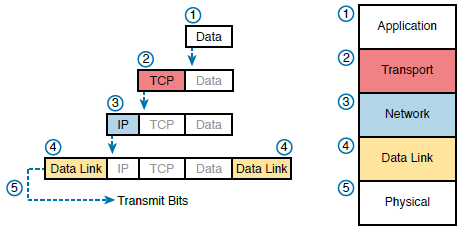 1
Data
2
TCP Data
3
IP TCP Data
4 4
Data Link IP TCP Data Data Link
5
Transmit Bits
1
Application
2
Transport
3
Network
4
Data Link
5
Physical